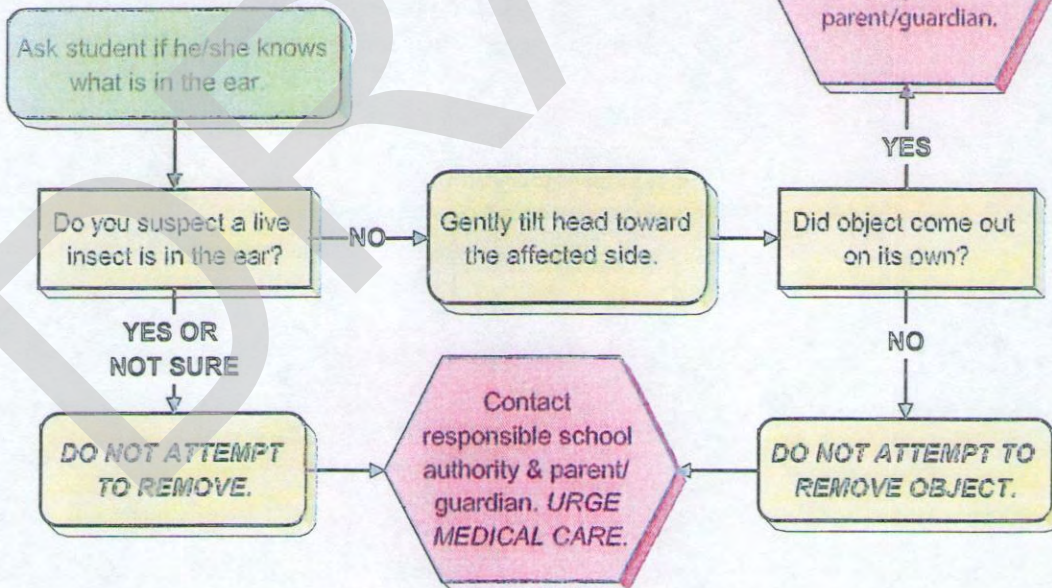 parent/guardian.
Ask student if he/she knows
what is in the ear.
YES
Do you suspect a live
insect is in the ear?
NO
Gently tilt head toward
the affected side.
Did object come out
on its own?
YES OR
NOT SURE
NO
DO NOT ATTEMPT
TO REMOVE.
Contact
responsible school
authority & parent/
guardian. URGE
MEDICAL CARE.
DO NOT ATTEMPT TO
REMOVE OBJECT.